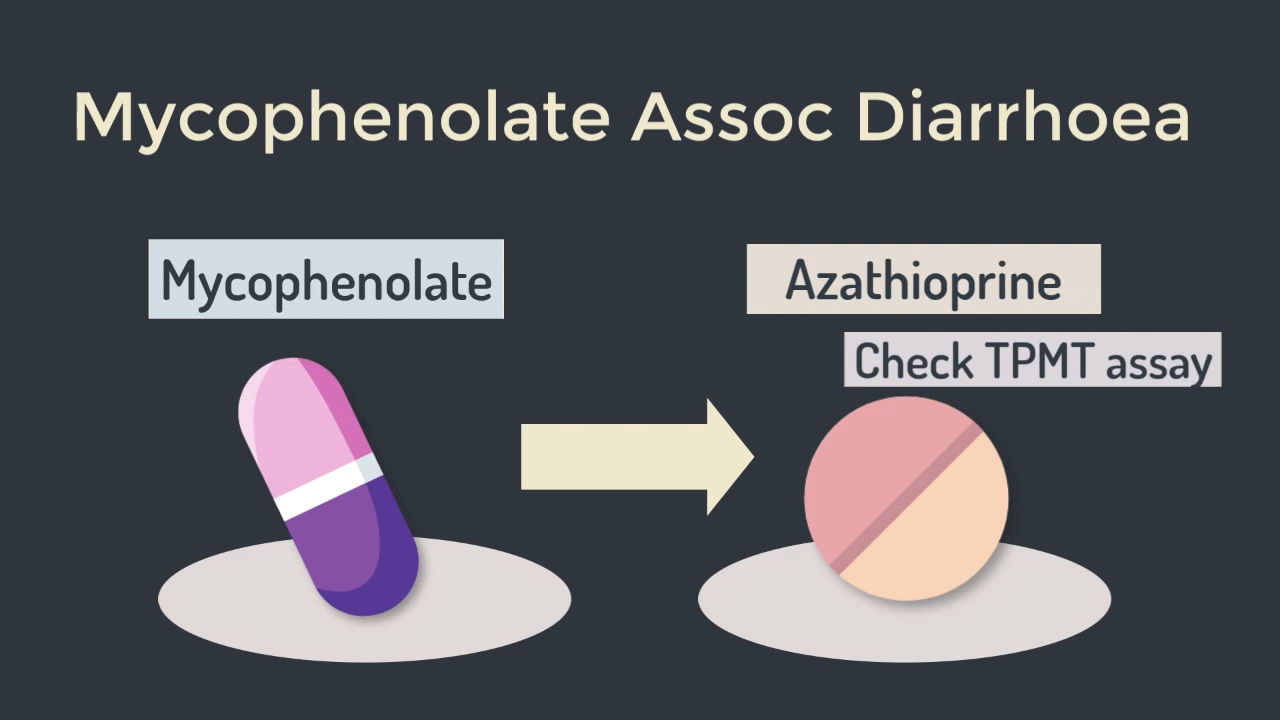 Mycophenolate Assoc Diarrhoea
Mycophenolate
Azathioprine
Check TPMT assay